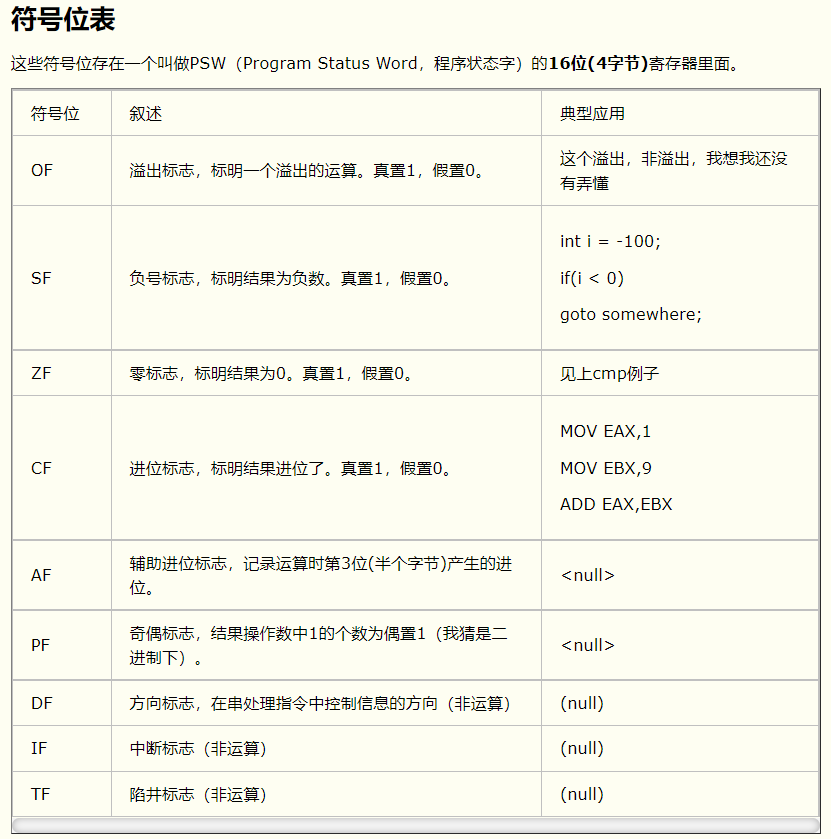 符号位表
这些符号位存在一个叫做PSW（Program Status Word，程序状态字）的16位(4字节)寄存器里面。
符号位 叙述 典型应用
OF 溢出标志，标明一个溢出的运算。真置1，假置0。 这个溢出，非溢出，我想我还没
有弄懂
SF 负号标志，标明结果为负数。真置1，假置0。 int i = -100;
if(i < 0)
goto somewhere;
ZF 零标志，标明结果为0。真置1，假置0。 见上cmp例子
CF 进位标志，标明结果进位了。真置1，假置0。 MOV EAX,1
MOV EBX,9
ADD EAX,EBX
AF 辅助进位标志，记录运算时第3位(半个字节)产生的进
位。 <null>
PF 奇偶标志，结果操作数中1的个数为偶置1（我猜是二
进制下）。 <null>
DF 方向标志，在串处理指令中控制信息的方向（非运算） (null)
IF 中断标志（非运算） (null)
TF 陷井标志（非运算） (null)